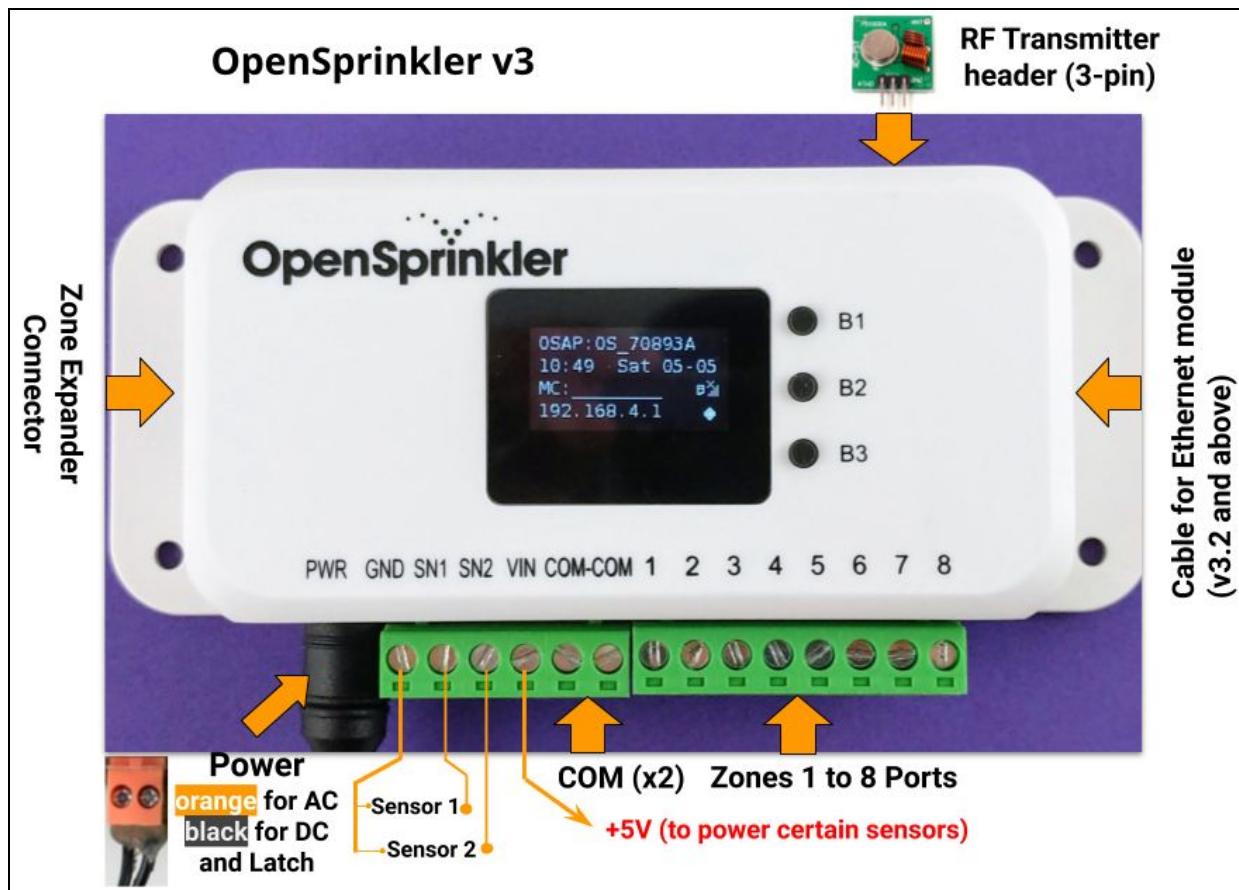 OpenSprinkler v3
RF Transmitter
header (3-pin)
Zone Expander
Connector
OpenSprinkler
OSAP:OS_70893A
10:49 Sat 05-05
MC:________
192.168.4.1
B1
B2
B3
Cable for Ethernet module
(v3.2 and above)
PWR GND SN1 SN2 VIN COM-COM 1 2 3 4 5 6 7 8
Power
orange for AC
black for DC
and Latch
Sensor 1
Sensor 2
COM (x2)
Zones 1 to 8 Ports
+5V (to power certain sensors)